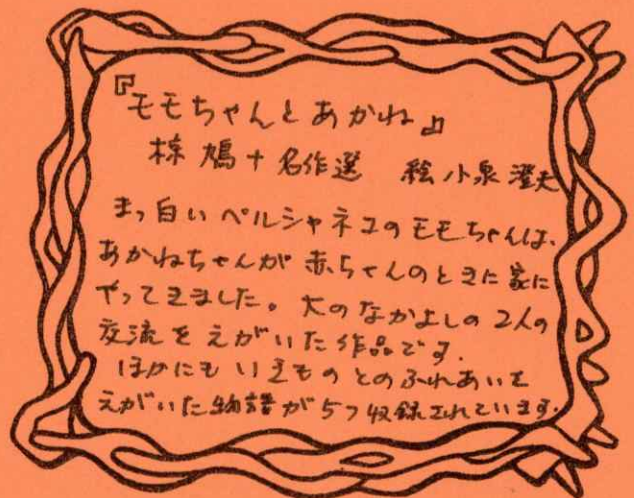 『モモちゃんとあかね』
椋鳩十名作選 絵 小泉澄夫
まっ白いペルシャネコのモモちゃんは、
あかねちゃんが赤ちゃんのときに家に
やってきました。大のなかよしの2人の
交流をえがいた作品です。
ほかにもいきものとのふれあいを
えがいた物語が5つ収録されています。